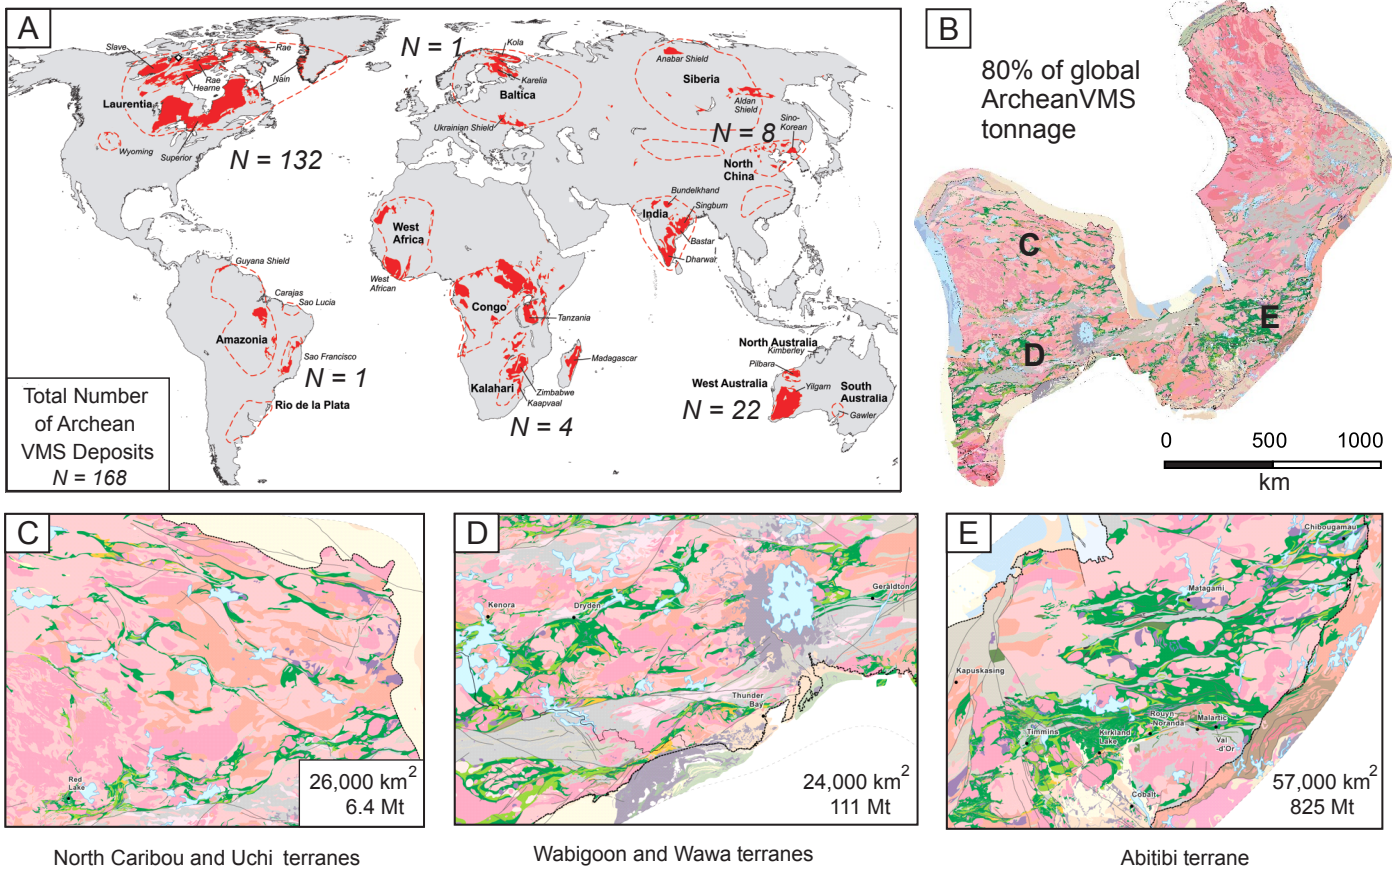 A
Slave
Rae
Rae
Hearne
Nain
Laurentia
Wyoming
Superior
N = 132
N = 1
Kola
Karelia
Baltica
Ukrainian Shield
Anabar Shield
Siberia
Aldan
Shield
Sino-
Korean
N = 8
North
China
Bundelkhand
India
Singbum
Bastar
Dharwar
West
Africa
West
African
Guyana Shield
Carajas
Sao Lucia
Amazonia
Sao Francisco
N = 1
Rio de la Plata
Congo
Tanzania
Madagascar
Kalahari
Zimbabwe
Kaapvaal
N = 4
North Australia
Kimberley
Pilbara
West Australia
Yilgarn
South
Australia
Gawler
N = 22
?
Total Number
of Archean
VMS Deposits
N = 168
B
80% of global
ArcheanVMS
tonnage
C
D
E
0
500
1000
km
C
Red
Lake
26,000 km2
6.4 Mt
North Caribou and Uchi terranes
D
Kenora
Dryden
Geraldton
Thunder
Bay
24,000 km2
111 Mt
Wabigoon and Wawa terranes
E
Chibougamau
Matagami
Kapuskasing
Timmins
Kirkland
Lake
Rouyn-
Noranda
Malartic
Val
-d'Or
Cobalt
57,000 km2
825 Mt
Abitibi terrane